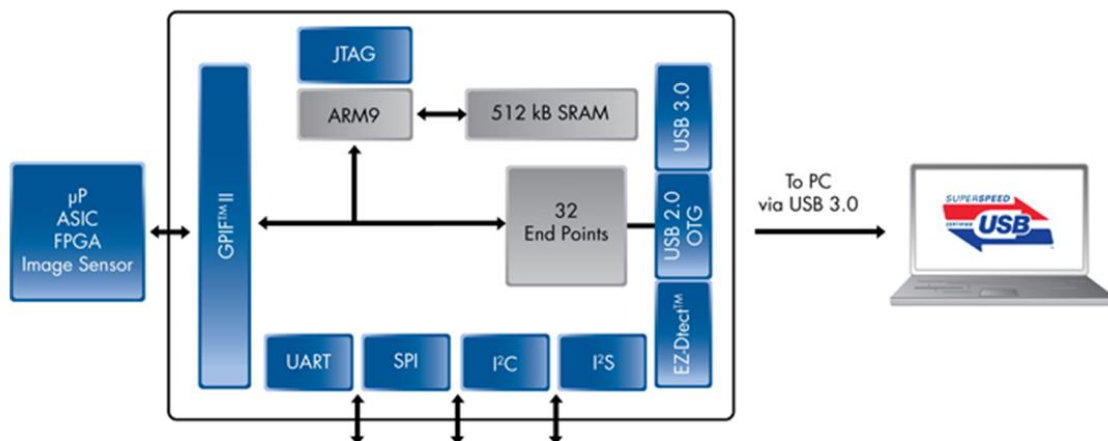 JTAG
ARM9
512 kB SRAM
USB 3.0
µP
ASIC
FPGA
Image Sensor
GPIF™ II
32
End Points
USB 2.0
OTG
To PC
via USB 3.0
SUPERSPEED
CERTIFIED
USB
EZ-Dtect™
UART
SPI
I²C
I²S